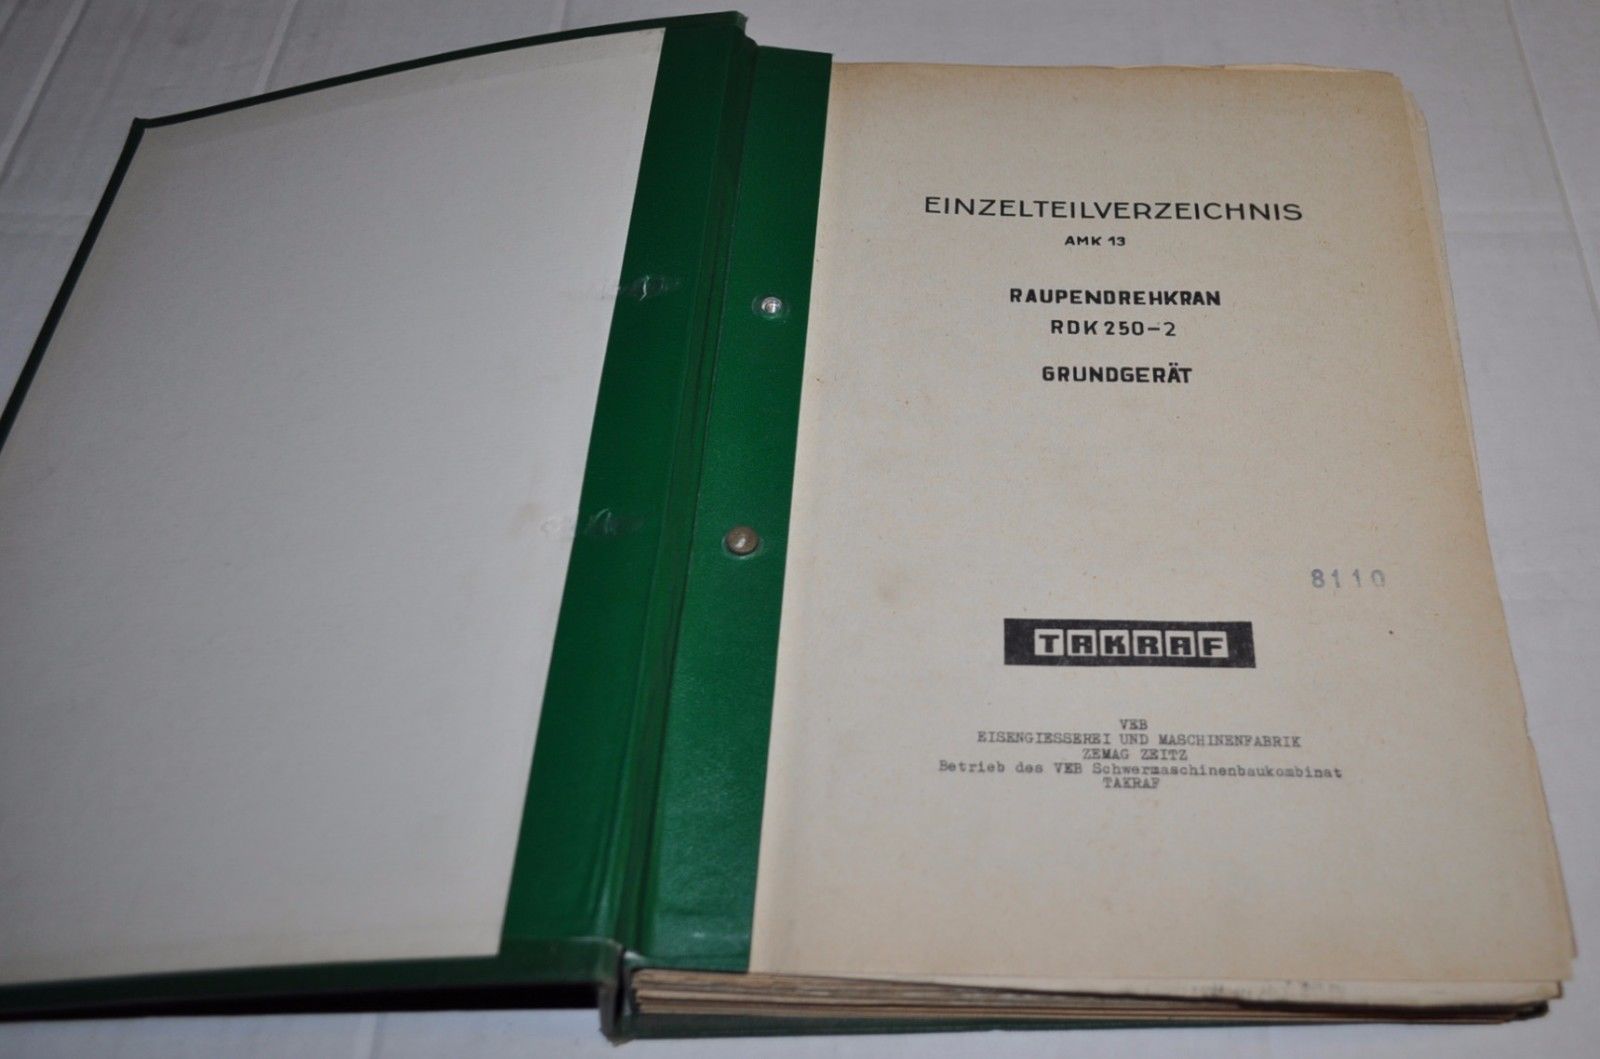 EINZELTEILVERZEICHNIS
AMK 13
RAUPENDREHKRAN
RDK 250-2
GRUNDGERÄT
8110
TAKRAF
VEB
EISENGIESSEREI UND MASCHINENFABRIK
ZEMAG ZEITZ
Betrieb des VEB Schwermaschinenbaukombinat
TAKRAF